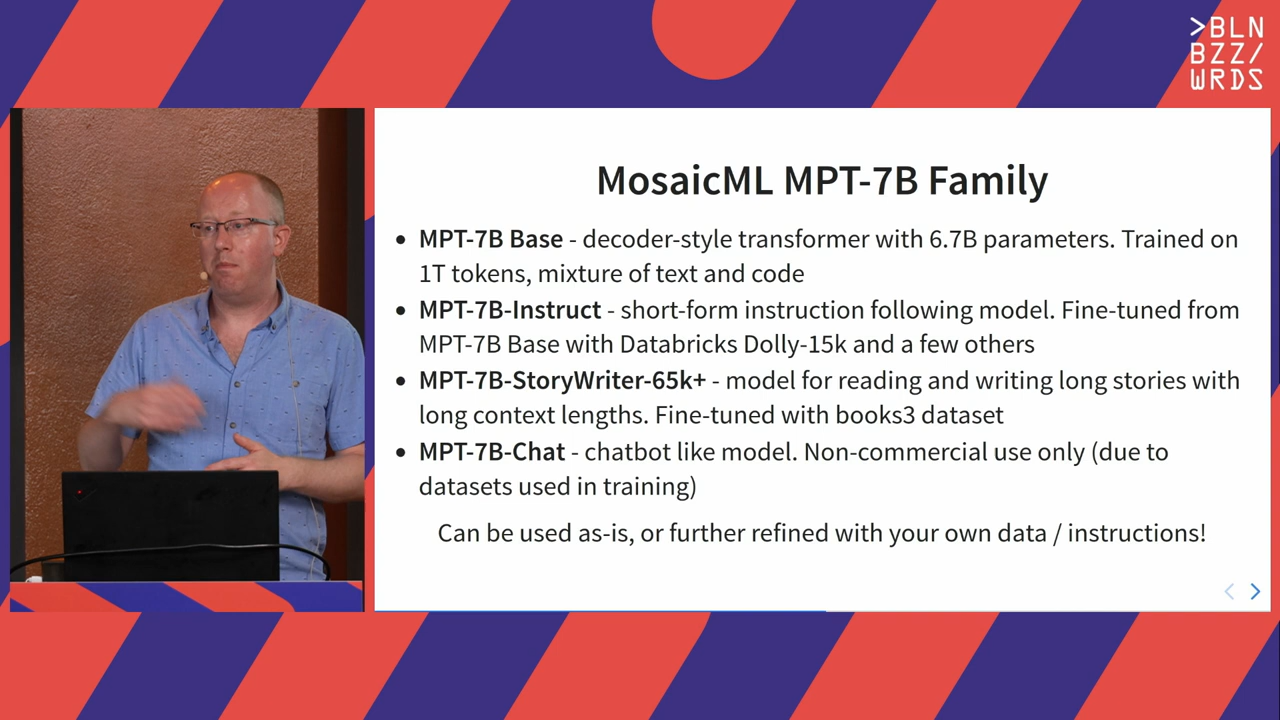 >BLN
BZZ/
WRDS
MosaicML MPT-7B Family
MPT-7B Base - decoder-style transformer with 6.7B parameters. Trained on
1T tokens, mixture of text and code
MPT-7B-Instruct - short-form instruction following model. Fine-tuned from
MPT-7B Base with Databricks Dolly-15k and a few others
MPT-7B-StoryWriter-65k+ - model for reading and writing long stories with
long context lengths. Fine-tuned with books3 dataset
MPT-7B-Chat - chatbot like model. Non-commercial use only (due to
datasets used in training)
Can be used as-is, or further refined with your own data / instructions!